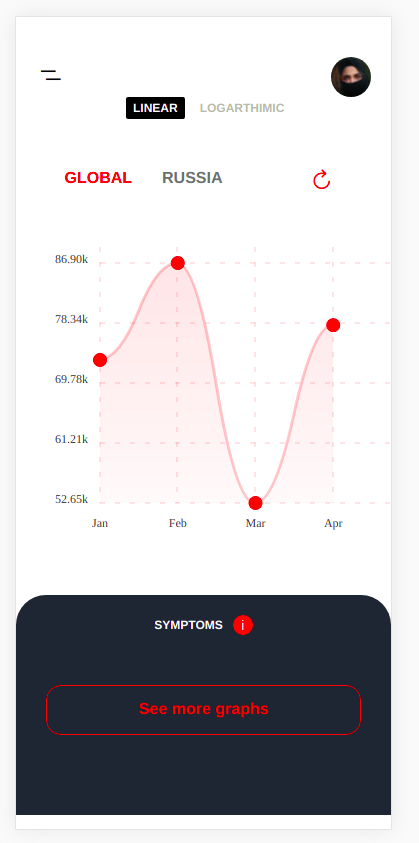 LINEAR LOGARTHIMIC
GLOBAL RUSSIA
86.90k
78.34k
69.78k
61.21k
52.65k
Jan Feb Mar Apr
SYMPTOMS i
See more graphs